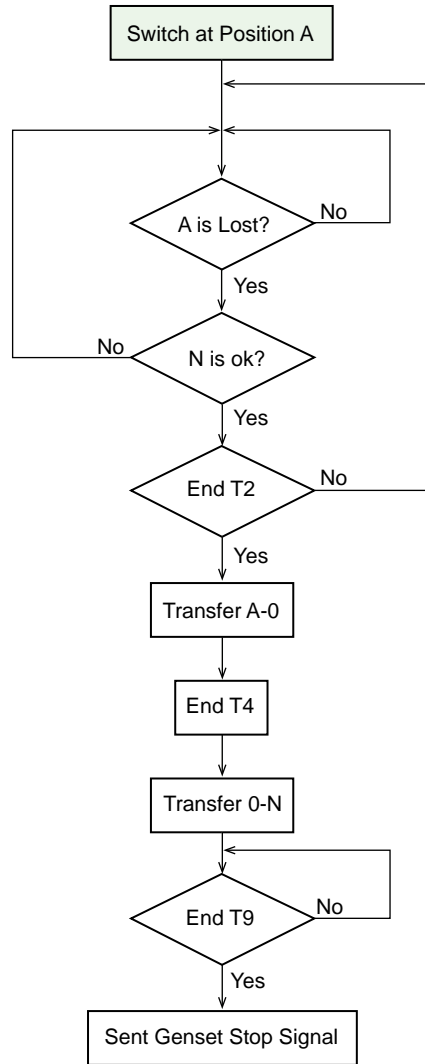 Switch at Position A
A is Lost?
No
Yes
No
N is ok?
Yes
End T2
No
Yes
Transfer A-0
End T4
Transfer 0-N
End T9
No
Yes
Sent Genset Stop Signal